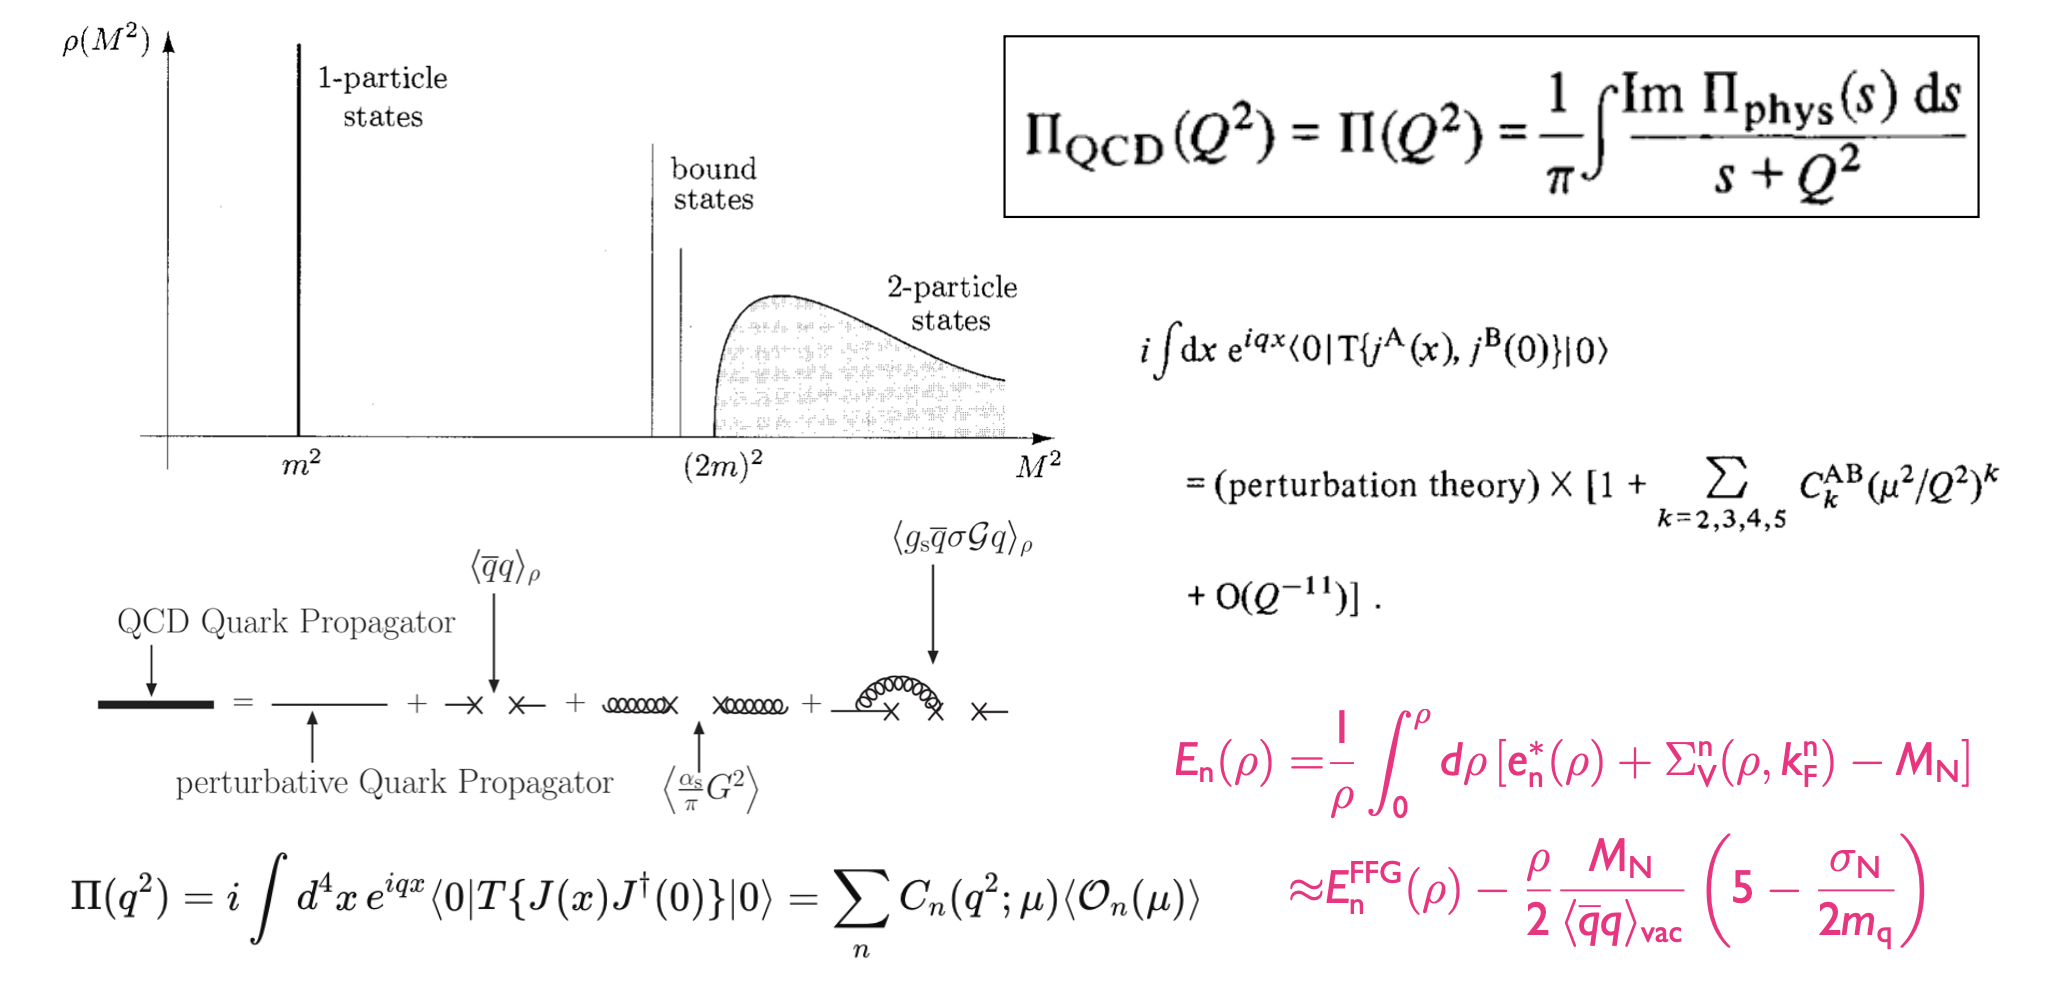 ρ(M²)
1-particle
states
bound
states
2-particle
states
m²
(2m)²
M²
Π_QCD(Q²) = Π(Q²) = 1/π ∫ Im Π_phys(s) ds / s + Q²
i∫dx e^{iqx}⟨0|T{j^A(x), j^B(0)}|0⟩
= (perturbation theory) × [1 + ∑_{k=2,3,4,5} C_k^{AB}(μ²/Q²)^k
+ O(Q^{-11})] .
⟨g_s q̅σ𝒢q⟩_ρ
⟨q̅q⟩_ρ
QCD Quark Propagator
= + + +
perturbative Quark Propagator
⟨α_s/π G²⟩
E_n(ρ) = 1/ρ ∫_0^ρ dρ [e_n^*(ρ) + Σ_V^n(ρ, k_F^n) − M_N]
≈ E_n^{FFG}(ρ) − ρ/2 M_N/⟨q̅q⟩_vac (5 − σ_N/2m_q)
Π(q²) = i ∫ d⁴x e^{iqx}⟨0|T{J(x)J†(0)}|0⟩ = ∑_n C_n(q²; μ)⟨𝒪_n(μ)⟩